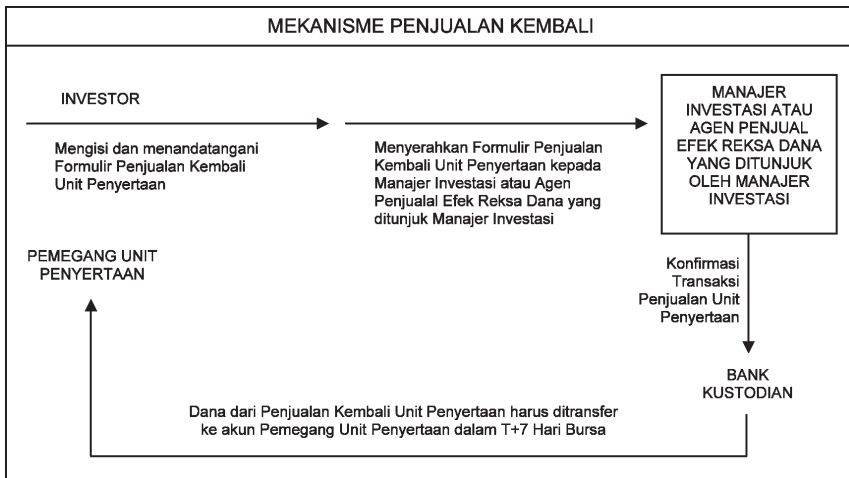 MEKANISME PENJUALAN KEMBALI
INVESTOR
Mengisi dan menandatangani
Formulir Penjualan Kembali
Unit Penyertaan
Menyerahkan Formulir Penjualan
Kembali Unit Penyertaan kepada
Manajer Investasi atau Agen
Penjualal Efek Reksa Dana yang
ditunjuk Manajer Investasi
MANAJER
INVESTASI ATAU
AGEN PENJUAL
EFEK REKSA DANA
YANG DITUNJUK
OLEH MANAJER
INVESTASI
Konfirmasi
Transaksi
Penjualan Unit
Penyertaan
BANK
KUSTODIAN
Dana dari Penjualan Kembali Unit Penyertaan harus ditransfer
ke akun Pemegang Unit Penyertaan dalam T+7 Hari Bursa
PEMEGANG UNIT
PENYERTAAN